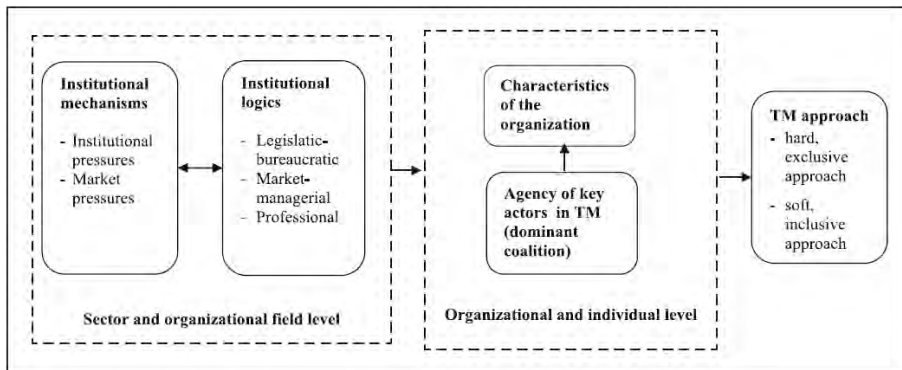 Institutional
mechanisms
- Institutional
pressures
- Market
pressures
Institutional
logics
- Legislatic-
bureaucratic
- Market-
managerial
- Professional
Sector and organizational field level
Characteristics
of the
organization
Agency of key
actors in TM
(dominant
coalition)
Organizational and individual level
TM approach
- hard,
exclusive
approach
- soft,
inclusive
approach